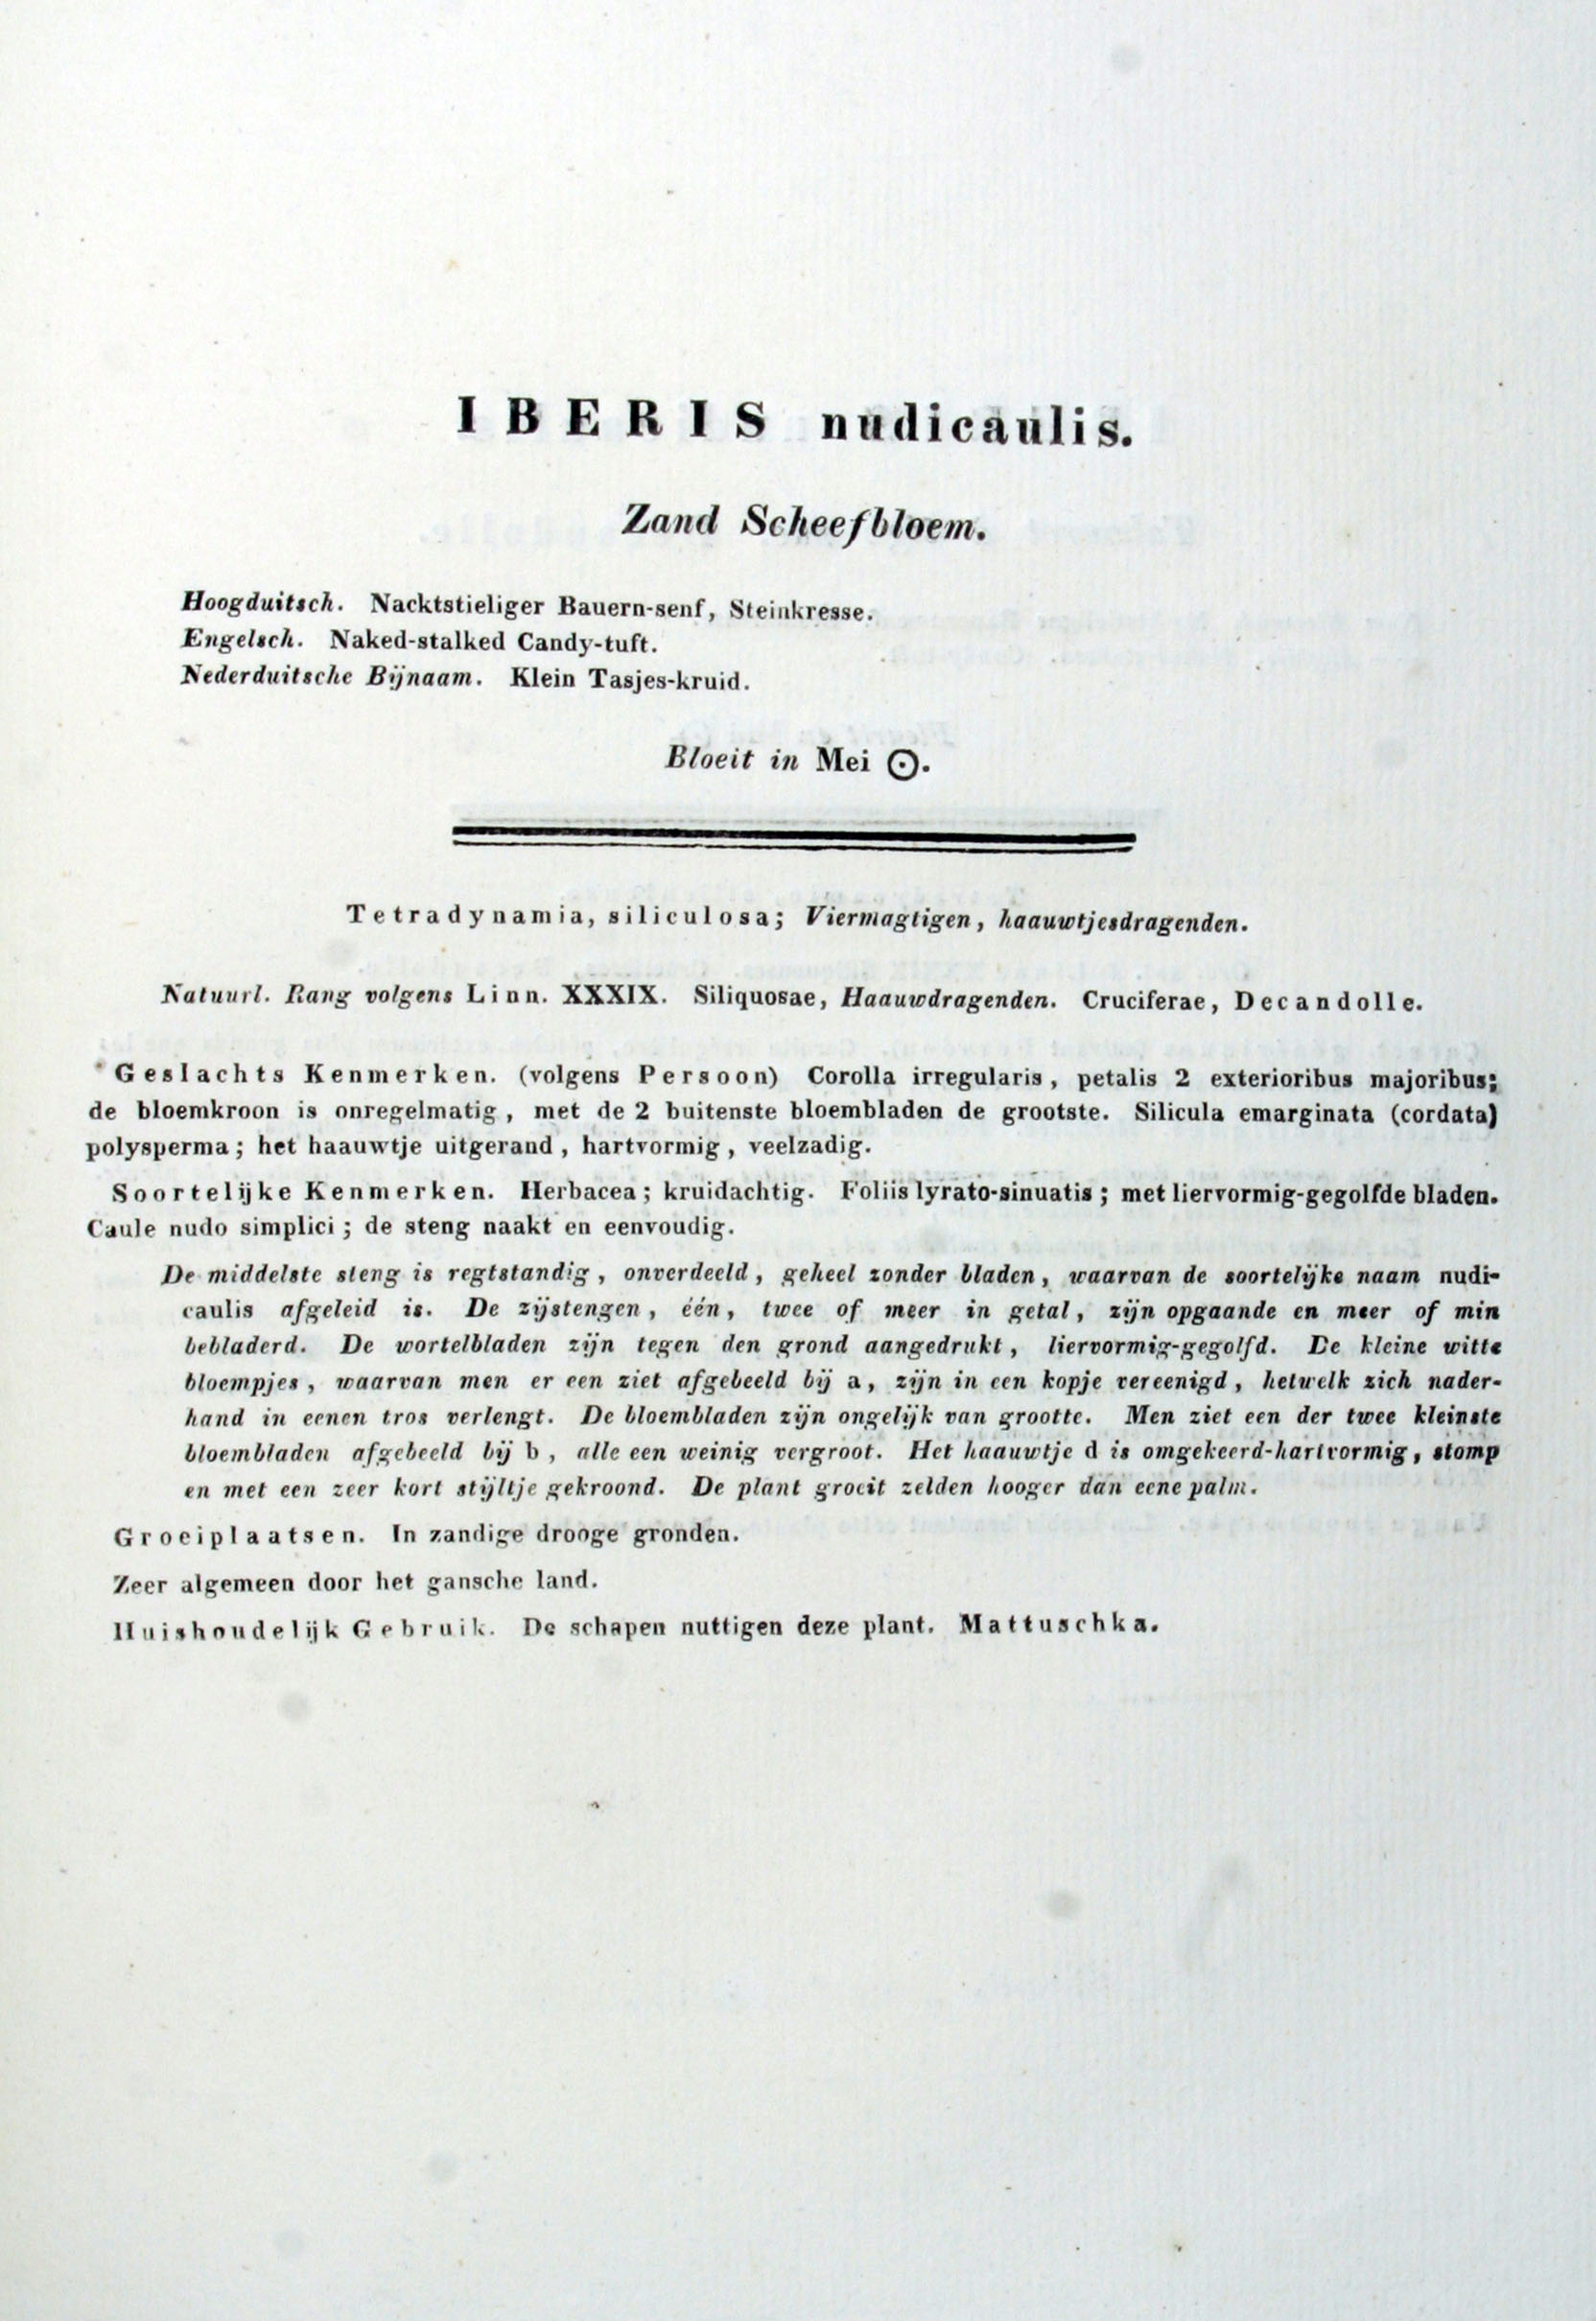 IBERIS nudicaulis.
Zand Scheefbloem.
Hoogduitsch. Nacktstieliger Bauern-senf, Steinkresse.
Engelsch. Naked-stalked Candy-tuft.
Nederduitsche Bijnaam. Klein Tasjes-kruid.
Bloeit in Mei ☉.
Tetradynamia, siliculosa; Viermagtigen, haauwtjesdragenden.
Natuurl. Rang volgens Linn. XXXIX. Siliquosae, Haauwdragenden. Cruciferae, Decandolle.
Geslachts Kenmerken. (volgens Persoon) Corolla irregularis, petalis 2 exterioribus majoribus;
de bloemkroon is onregelmatig, met de 2 buitenste bloembladen de grootste. Silicula emarginata (cordata)
polysperma; het haauwtje uitgerand, hartvormig, veelzadig.
Soortelijke Kenmerken. Herbacea; kruidachtig. Foliis lyrato-sinuatis; met liervormig-gegolfde bladen.
Caule nudo simplici; de steng naakt en eenvoudig.
De middelste steng is regtstandig, onverdeeld, geheel zonder bladen, waarvan de soortelijke naam nudi-
caulis afgeleid is. De zijstengen, één, twee of meer in getal, zijn opgaande en meer of min
bebladerd. De wortelbladen zijn tegen den grond aangedrukt, liervormig-gegolfd. De kleine witte
bloempjes, waarvan men er een ziet afgebeeld bij a, zijn in een kopje vereenigd, hetwelk zich nader-
hand in eenen tros verlengt. De bloembladen zijn ongelijk van grootte. Men ziet een der twee kleinste
bloembladen afgebeeld bij b, alle een weinig vergroot. Het haauwtje d is omgekeerd-hartvormig, stomp
en met een zeer kort stijltje gekroond. De plant groeit zelden hooger dan eene palm.
Groeiplaatsen. In zandige drooge gronden.
Zeer algemeen door het gansche land.
Huishoudelijk Gebruik. De schapen nuttigen deze plant. Mattuschka.